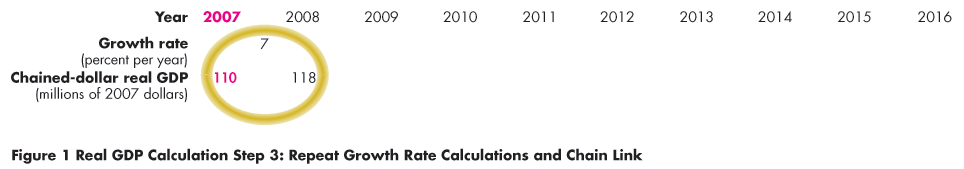 Year 2007 2008 2009 2010 2011 2012 2013 2014 2015 2016
Growth rate 7
(percent per year)
Chained-dollar real GDP 110 118
(millions of 2007 dollars)
Figure 1 Real GDP Calculation Step 3: Repeat Growth Rate Calculations and Chain Link